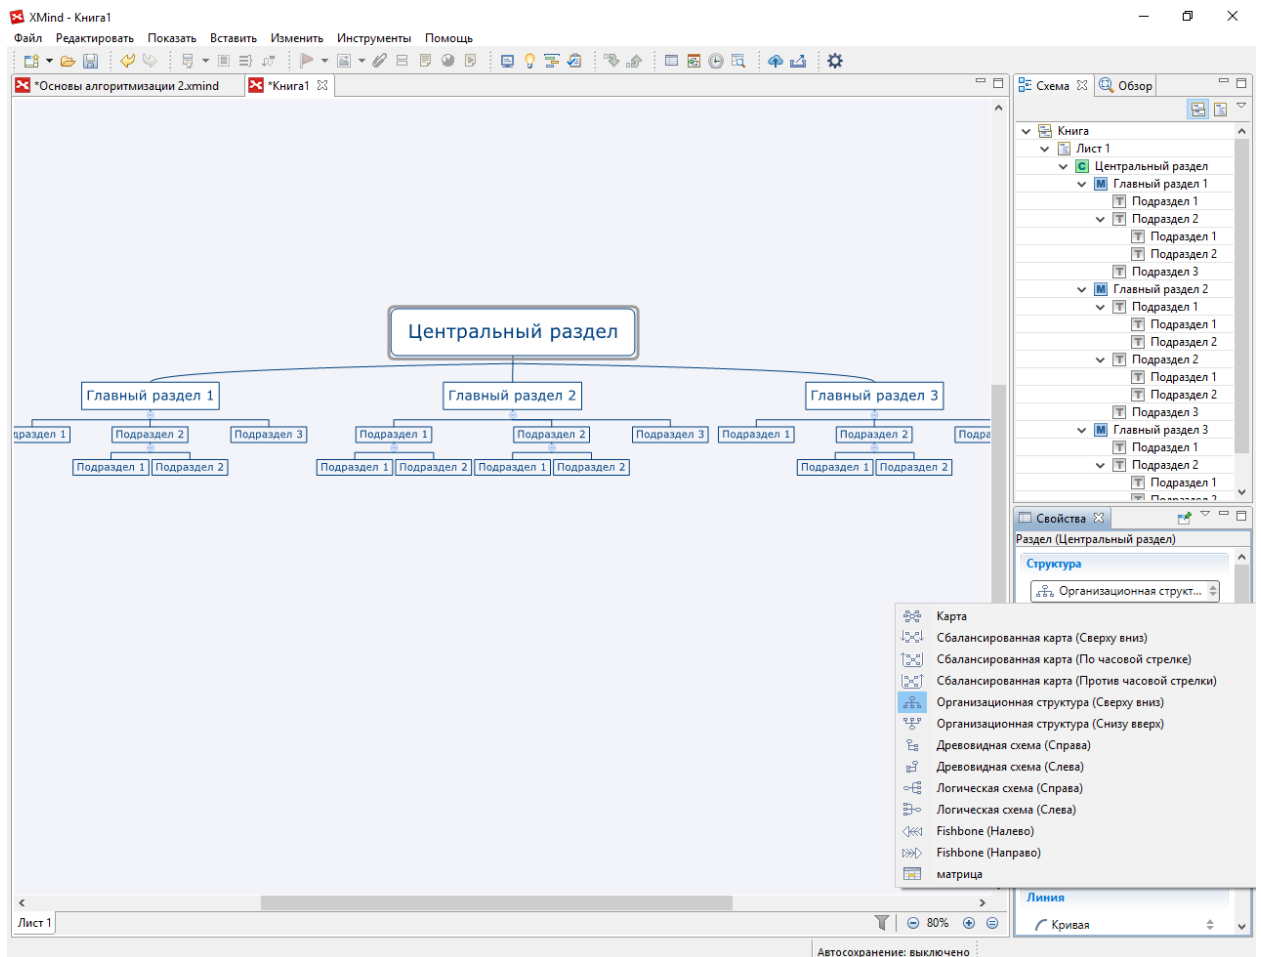 XMind - Книга1
Файл Редактировать Показать Вставить Изменить Инструменты Помощь
*Основы алгоритмизации 2.xmind
*Книга1
Центральный раздел
Главный раздел 1 Главный раздел 2 Главный раздел 3
драздел 1 Подраздел 2 Подраздел 3 Подраздел 1 Подраздел 2 Подраздел 3 Подраздел 1 Подраздел 2 Подра
Подраздел 1 Подраздел 2 Подраздел 1 Подраздел 2 Подраздел 1 Подраздел 2 Подраздел 1 Подраздел 2
Лист 1
80%
Автосохранение: выключено
Схема Обзор
Книга
Лист 1
C Центральный раздел
M Главный раздел 1
T Подраздел 1
T Подраздел 2
T Подраздел 1
T Подраздел 2
T Подраздел 3
M Главный раздел 2
T Подраздел 1
T Подраздел 1
T Подраздел 2
T Подраздел 2
T Подраздел 1
T Подраздел 2
T Подраздел 3
M Главный раздел 3
T Подраздел 1
T Подраздел 2
T Подраздел 1
T Подраздел 2
Свойства
Раздел (Центральный раздел)
Структура
Организационная структ...
Карта
Сбалансированная карта (Сверху вниз)
Сбалансированная карта (По часовой стрелке)
Сбалансированная карта (Против часовой стрелки)
Организационная структура (Сверху вниз)
Организационная структура (Снизу вверх)
Древовидная схема (Справа)
Древовидная схема (Слева)
Логическая схема (Справа)
Логическая схема (Слева)
Fishbone (Налево)
Fishbone (Направо)
матрица
Линия
Кривая